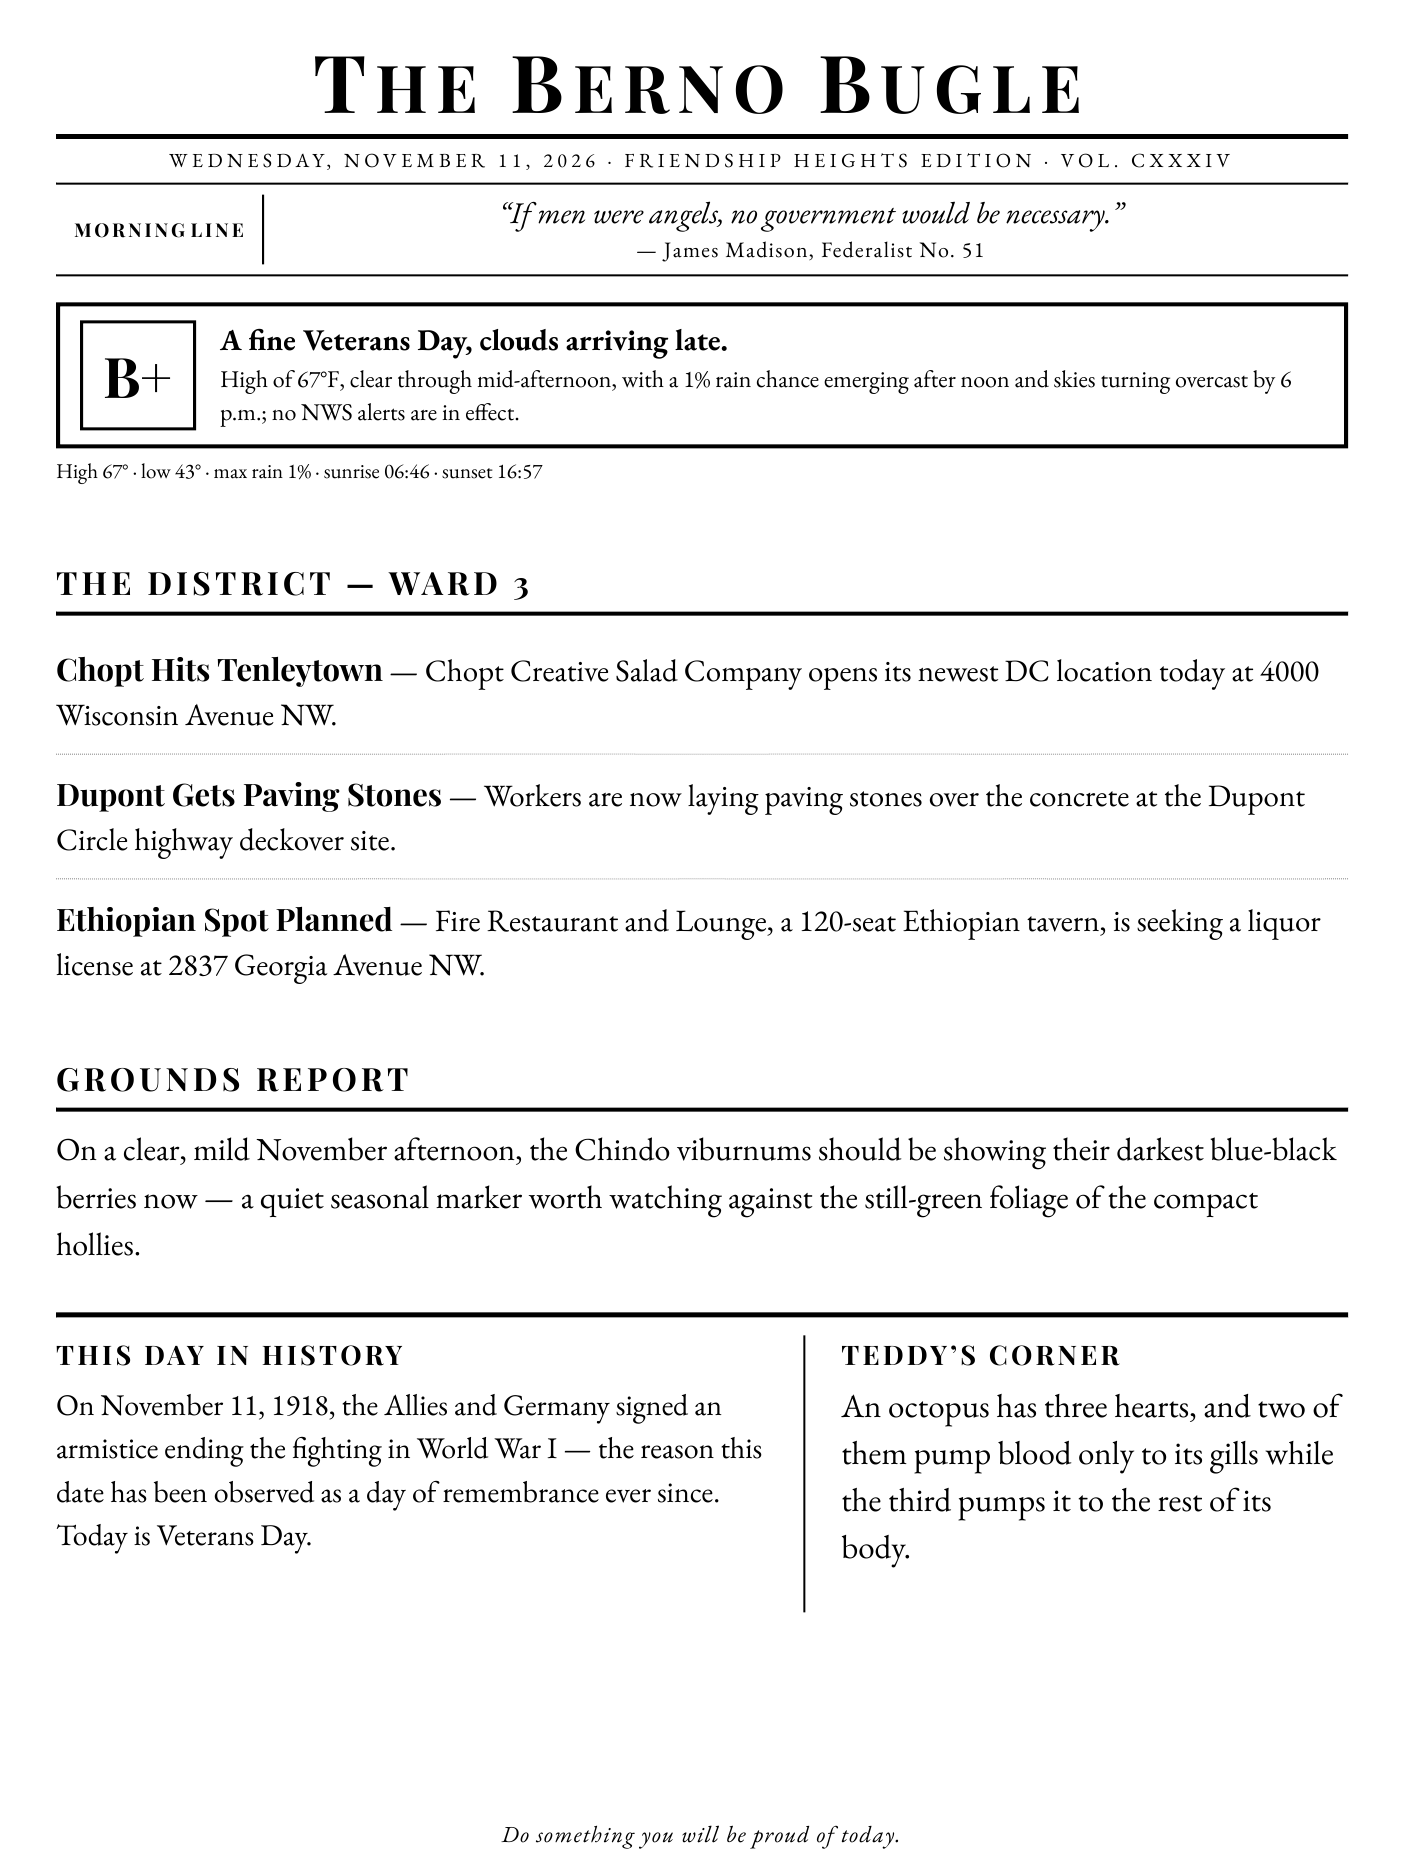 THE BERNO BUGLE
WEDNESDAY, NOVEMBER 11, 2026 · FRIENDSHIP HEIGHTS EDITION · VOL. CXXXIV
MORNING LINE
“If men were angels, no government would be necessary.”
— James Madison, Federalist No. 51
B+
A fine Veterans Day, clouds arriving late.
High of 67°F, clear through mid-afternoon, with a 1% rain chance emerging after noon and skies turning overcast by 6
p.m.; no NWS alerts are in effect.
High 67° · low 43° · max rain 1% · sunrise 06:46 · sunset 16:57
THE DISTRICT — WARD 3
Chopt Hits Tenleytown — Chopt Creative Salad Company opens its newest DC location today at 4000
Wisconsin Avenue NW.
Dupont Gets Paving Stones — Workers are now laying paving stones over the concrete at the Dupont
Circle highway deckover site.
Ethiopian Spot Planned — Fire Restaurant and Lounge, a 120-seat Ethiopian tavern, is seeking a liquor
license at 2837 Georgia Avenue NW.
GROUNDS REPORT
On a clear, mild November afternoon, the Chindo viburnums should be showing their darkest blue-black
berries now — a quiet seasonal marker worth watching against the still-green foliage of the compact
hollies.
THIS DAY IN HISTORY
On November 11, 1918, the Allies and Germany signed an
armistice ending the fighting in World War I — the reason this
date has been observed as a day of remembrance ever since.
Today is Veterans Day.
TEDDY’S CORNER
An octopus has three hearts, and two of
them pump blood only to its gills while
the third pumps it to the rest of its
body.
Do something you will be proud of today.